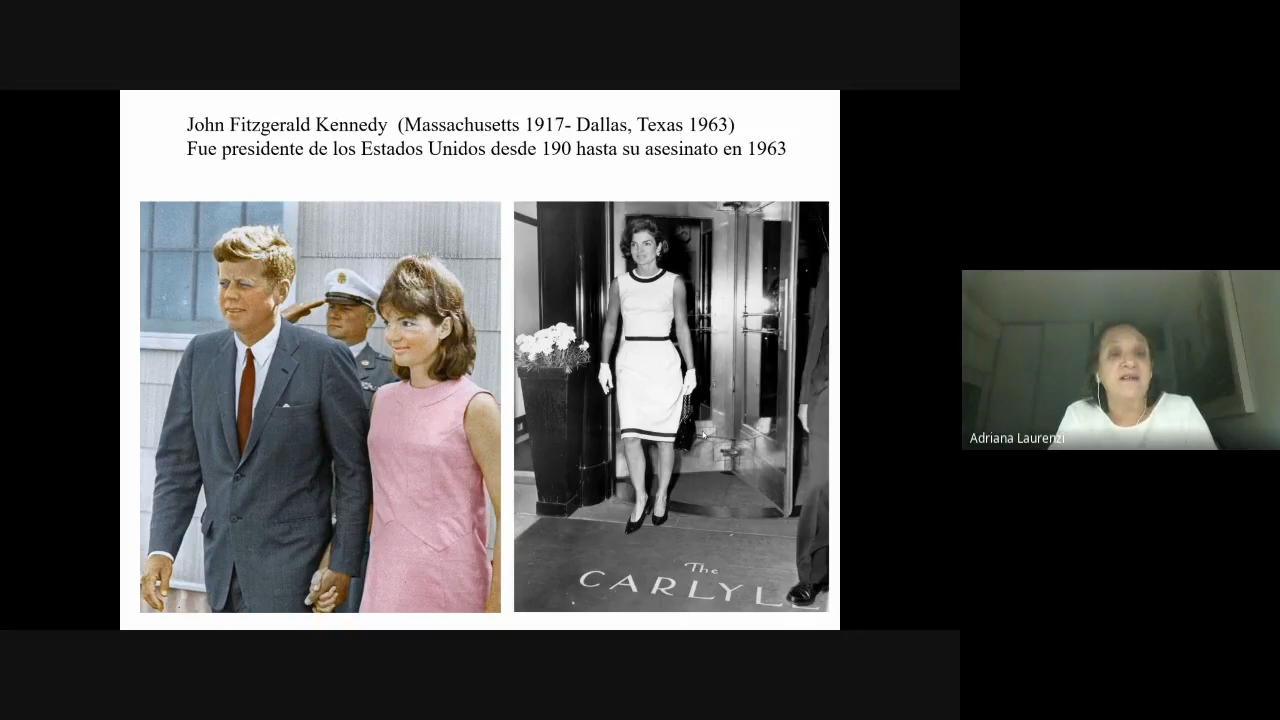 John Fitzgerald Kennedy  (Massachusetts 1917- Dallas, Texas 1963)
Fue presidente de los Estados Unidos desde 190 hasta su asesinato en 1963
The
CARLYLE
Adriana Laurenzi